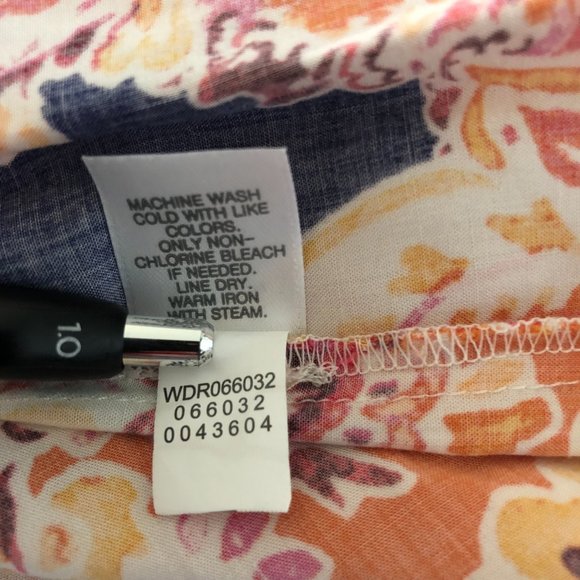 MACHINE WASH
COLD WITH LIKE
COLORS.
ONLY NON-
CHLORINE BLEACH
IF NEEDED.
LINE DRY.
WARM IRON
WITH STEAM.
1.0
WDR066032
066032
0043604